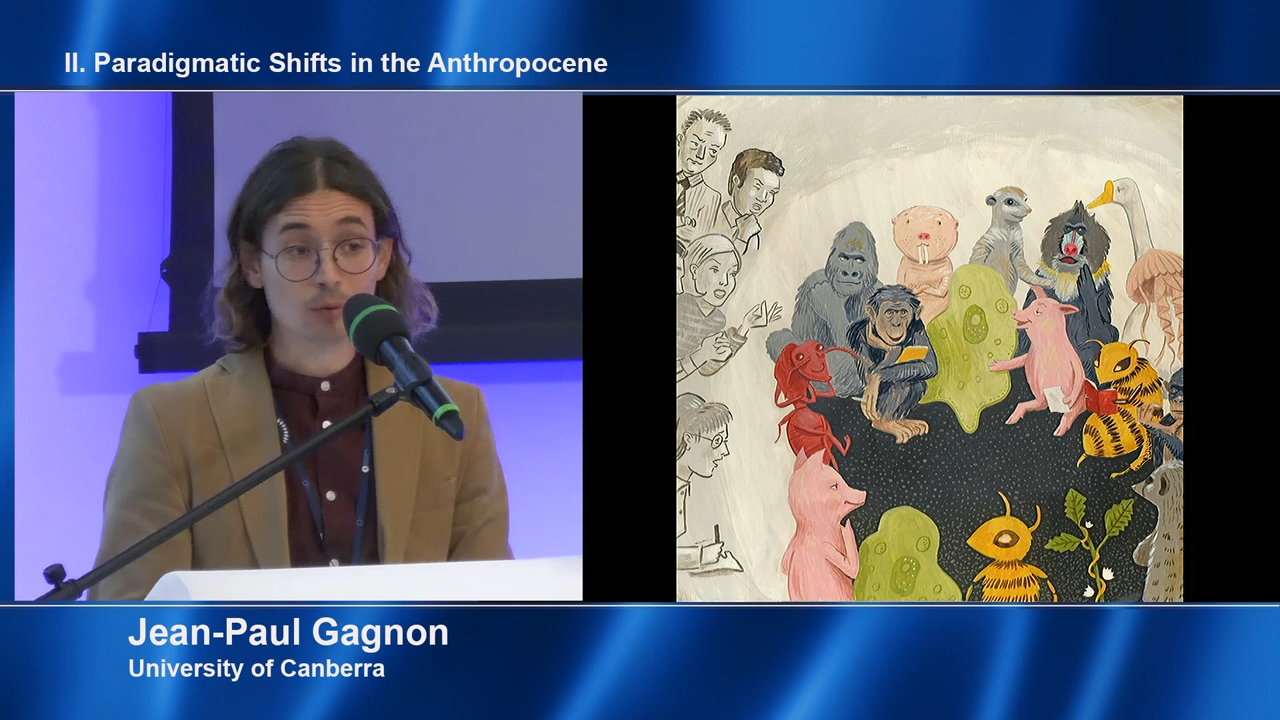 II. Paradigmatic Shifts in the Anthropocene
Jean-Paul Gagnon
University of Canberra